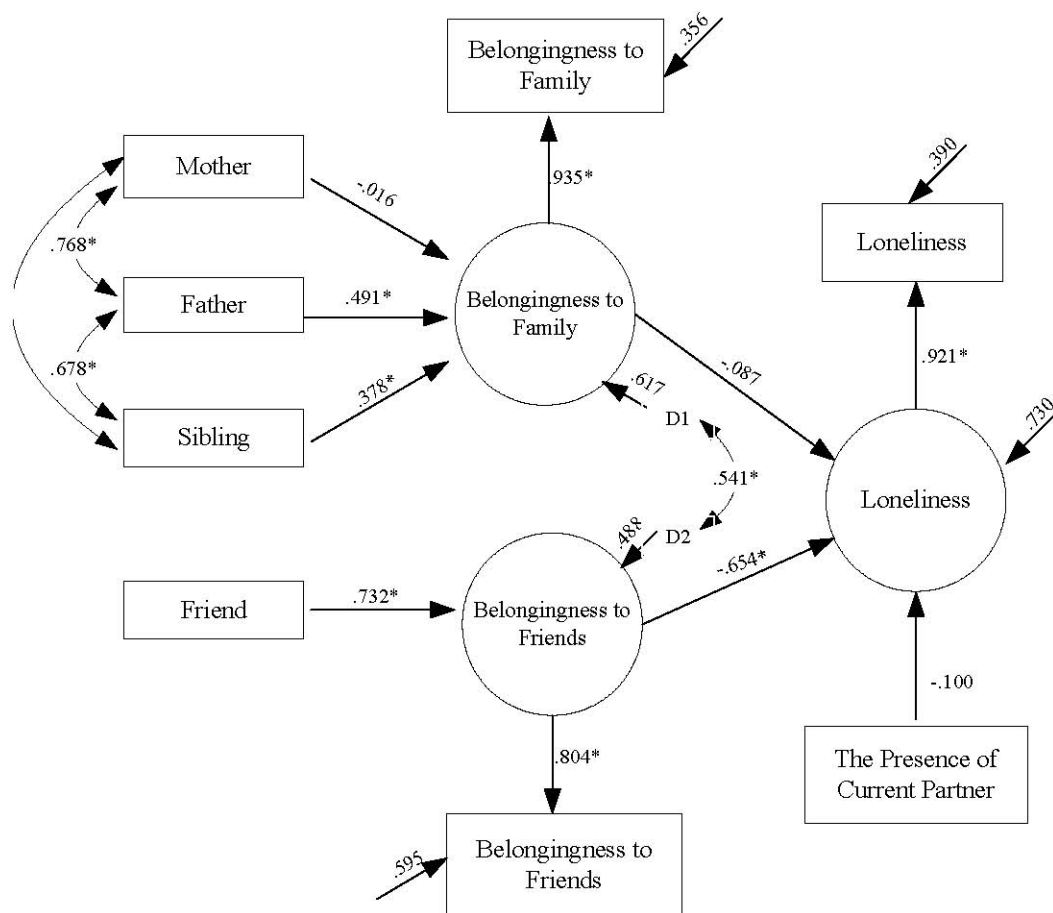 Belongingness to
Family
.356
Mother
-.016
.935*
.390
Loneliness
.768*
Father
.491*
Belongingness to
Family
.678*
.378*
-.087
.921*
Sibling
.617
D1
.730
.541*
Loneliness
.488
D2
-.654*
Friend
.732*
Belongingness to
Friends
-.100
.804*
The Presence of
Current Partner
.595
Belongingness to
Friends